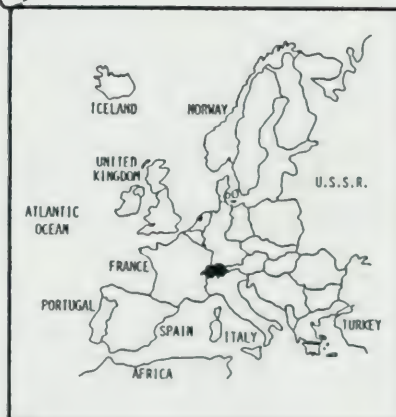 ICELAND
NORWAY
UNITED
KINGDOM
U.S.S.R.
ATLANTIC
OCEAN
FRANCE
PORTUGAL
SPAIN
ITALY
TURKEY
AFRICA